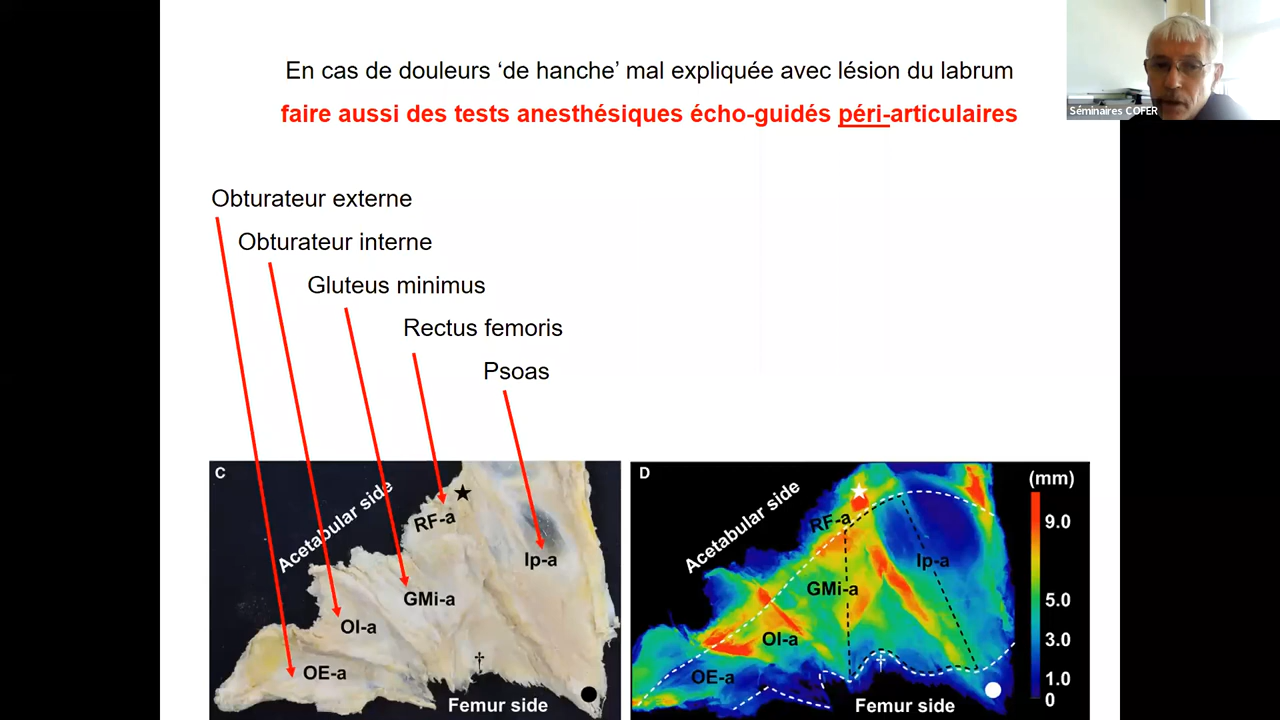 En cas de douleurs ‘de hanche’ mal expliquée avec lésion du labrum
faire aussi des tests anesthésiques écho-guidés péri-articulaires
Séminaires COFER
Obturateur externe
Obturateur interne
Gluteus minimus
Rectus femoris
Psoas
C
Acetabular side
★
RF-a
Ip-a
GMi-a
OI-a
OE-a
†
Femur side
D
Acetabular side
★
RF-a
Ip-a
GMi-a
OI-a
OE-a
†
Femur side
(mm)
9.0
5.0
3.0
1.0
0